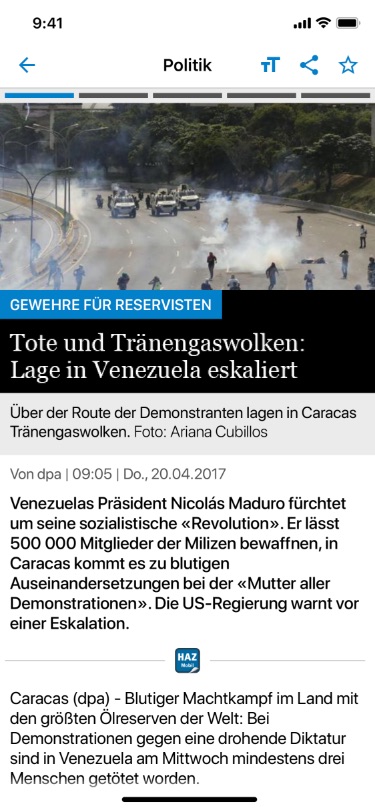 9:41
Politik
TT
GEWEHRE FÜR RESERVISTEN
Tote und Tränengaswolken:
Lage in Venezuela eskaliert
Über der Route der Demonstranten lagen in Caracas
Tränengaswolken. Foto: Ariana Cubillos
Von dpa | 09:05 | Do., 20.04.2017
Venezuelas Präsident Nicolás Maduro fürchtet
um seine sozialistische «Revolution». Er lässt
500 000 Mitglieder der Milizen bewaffnen, in
Caracas kommt es zu blutigen
Auseinandersetzungen bei der «Mutter aller
Demonstrationen». Die US-Regierung warnt vor
einer Eskalation.
HAZ
Mobil
Caracas (dpa) - Blutiger Machtkampf im Land mit
den größten Ölreserven der Welt: Bei
Demonstrationen gegen eine drohende Diktatur
sind in Venezuela am Mittwoch mindestens drei
Menschen getötet worden.